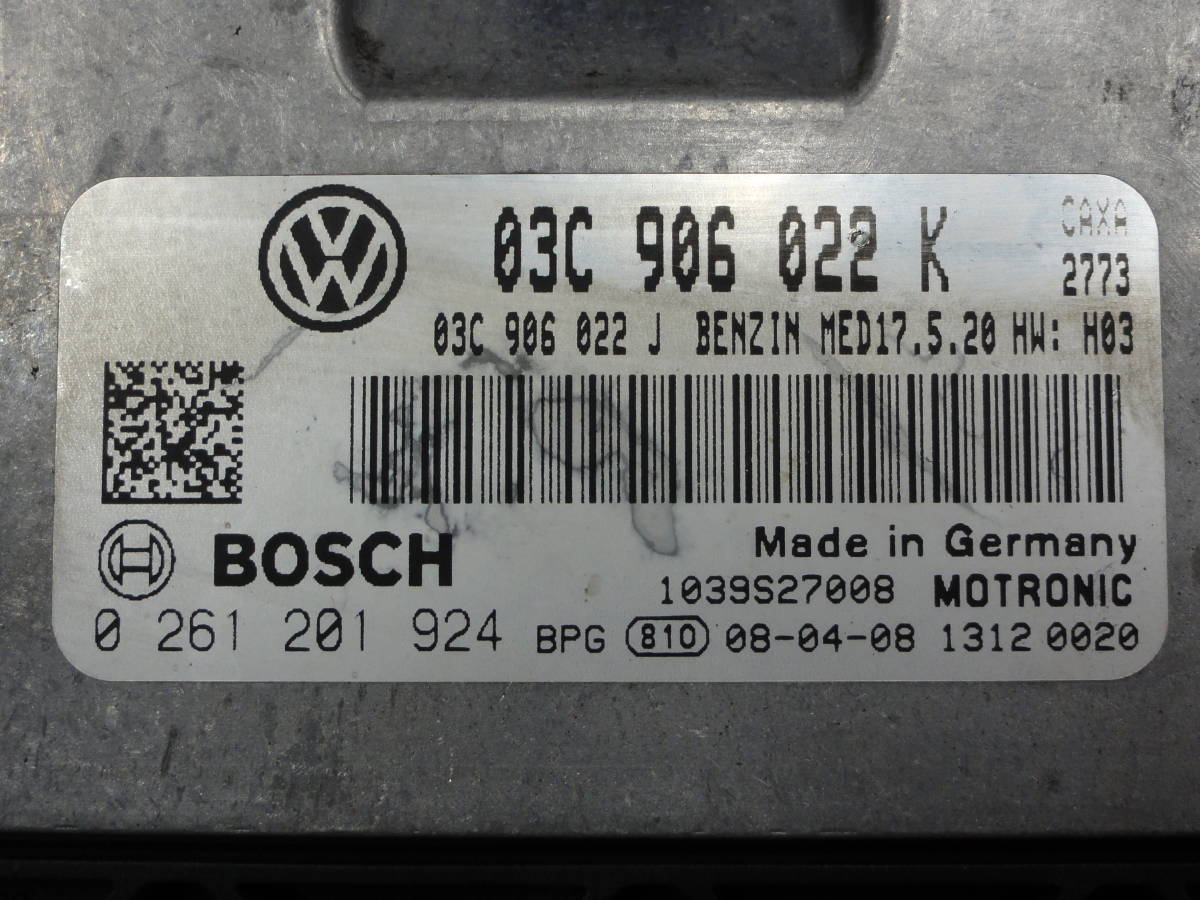 03C 906 022 K
CAXA
2773
03C 906 022 J BENZIN MED17.5.20 HW: H03
BOSCH
Made in Germany
1039S27008 MOTRONIC
0 261 201 924 BPG 810 08-04-08 1312 0020